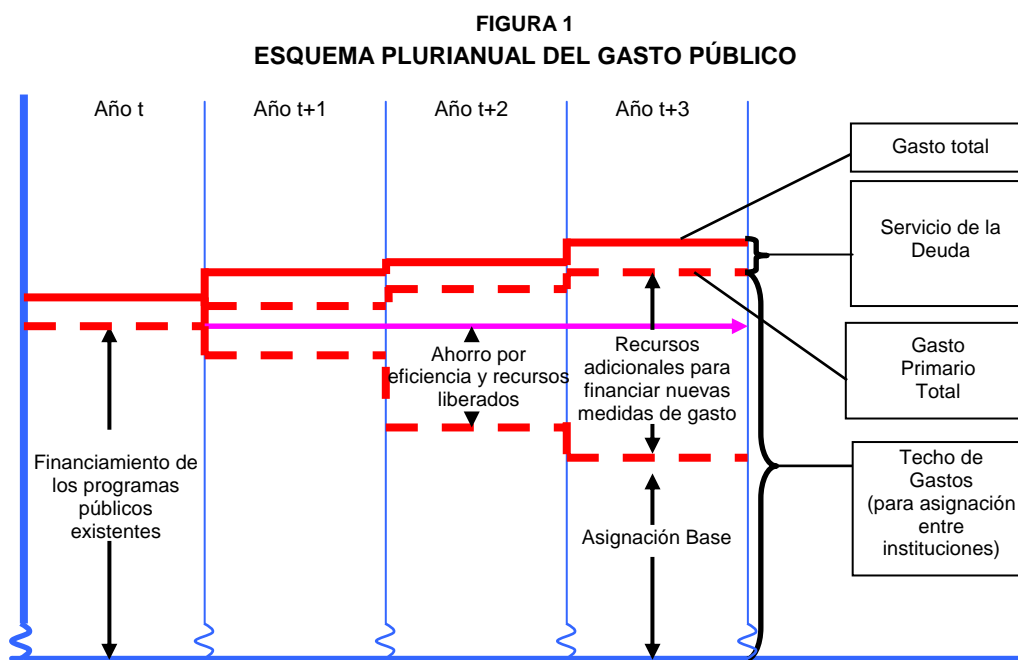 FIGURA 1
ESQUEMA PLURIANUAL DEL GASTO PÚBLICO
Año t
Año t+1
Año t+2
Año t+3
Gasto total
Servicio de la
Deuda
Gasto
Primario
Total
Techo de
Gastos
(para asignación
entre
instituciones)
Financiamiento de
los programas
públicos
existentes
Ahorro por
eficiencia y recursos
liberados
Recursos
adicionales para
financiar nuevas
medidas de gasto
Asignación Base